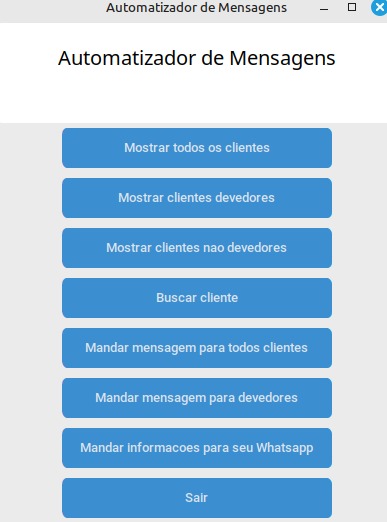 Automatizador de Mensagens
Automatizador de Mensagens
Mostrar todos os clientes
Mostrar clientes devedores
Mostrar clientes nao devedores
Buscar cliente
Mandar mensagem para todos clientes
Mandar mensagem para devedores
Mandar informacoes para seu Whatsapp
Sair